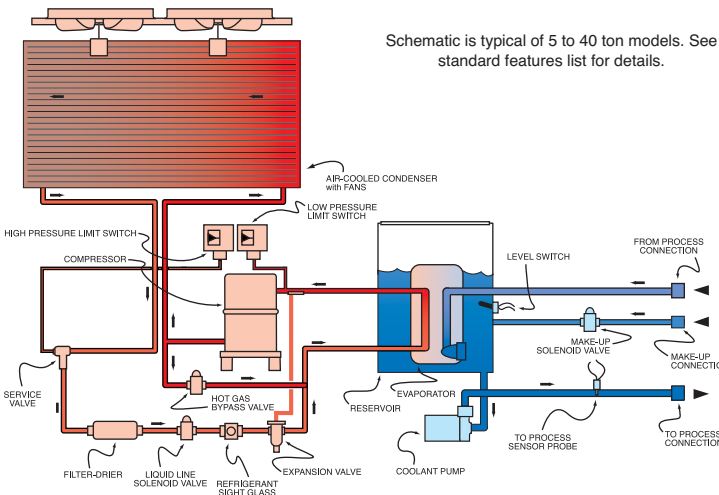 Schematic is typical of 5 to 40 ton models. See
standard features list for details.
AIR-COOLED CONDENSER
with FANS
LOW PRESSURE
LIMIT SWITCH
HIGH PRESSURE LIMIT SWITCH
COMPRESSOR
LEVEL SWITCH
FROM PROCESS
CONNECTION
MAKE-UP
SOLENOID VALVE
MAKE-UP
CONNECTIO
SERVICE
VALVE
HOT GAS
BYPASS VALVE
EVAPORATOR
RESERVOIR
TO PROCESS
SENSOR PROBE
TO PROCESS
CONNECTION
FILTER-DRIER
LIQUID LINE
SOLENOID VALVE
REFRIGERANT
SIGHT GLASS
EXPANSION VALVE
COOLANT PUMP